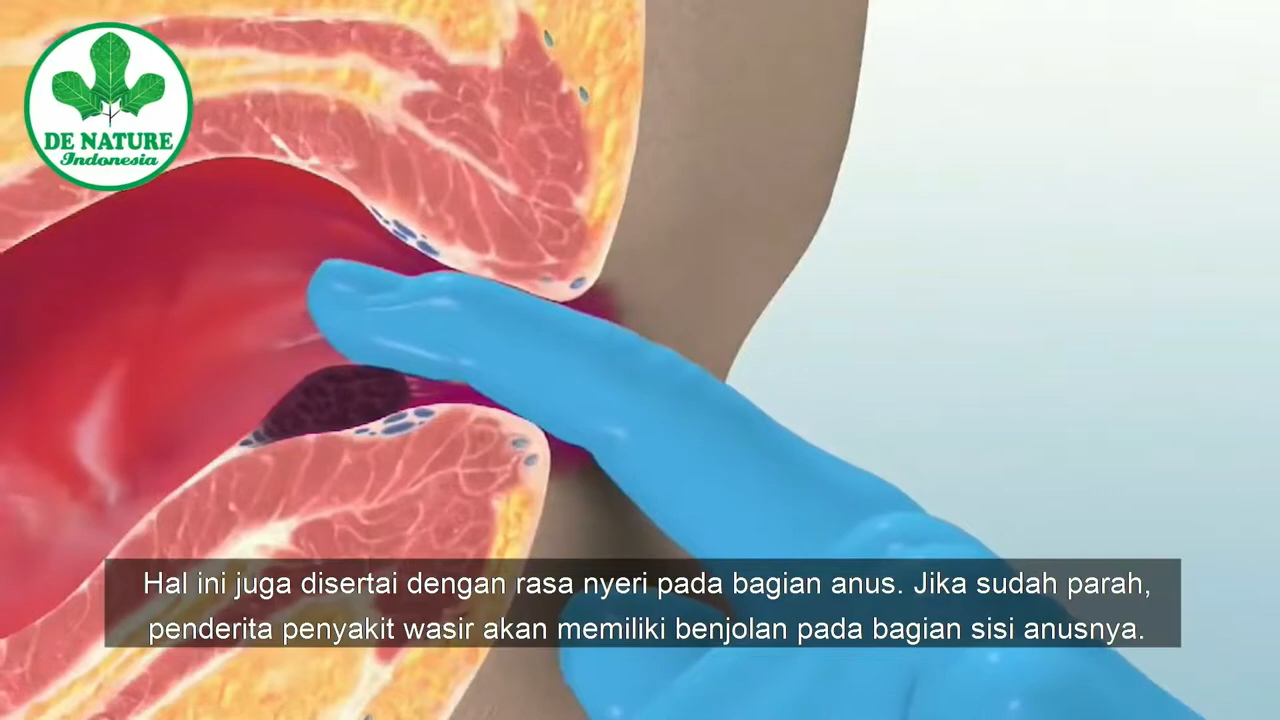 DE NATURE
Indonesia
Hal ini juga disertai dengan rasa nyeri pada bagian anus. Jika sudah parah,
penderita penyakit wasir akan memiliki benjolan pada bagian sisi anusnya.